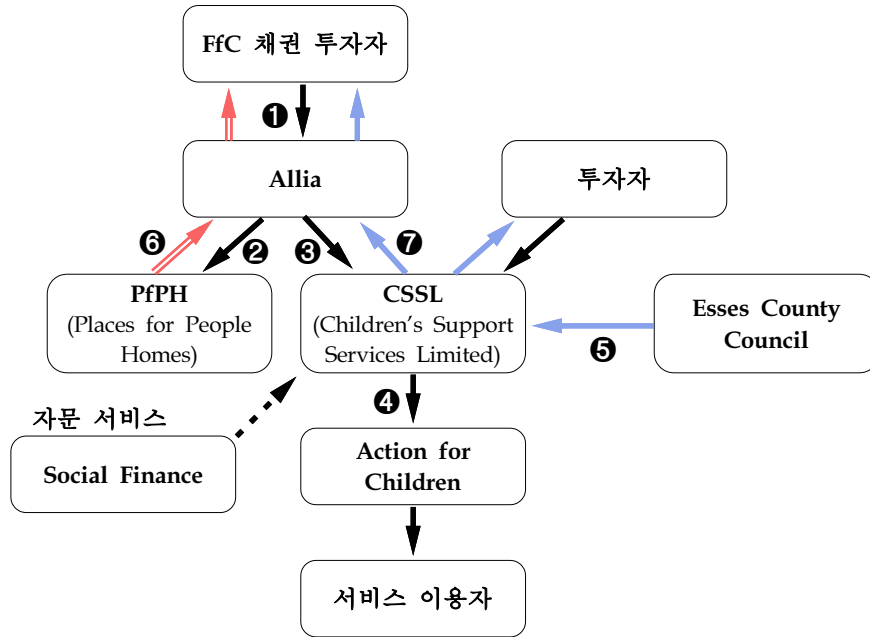 FfC 채권 투자자
❶
Allia
투자자
❻
❷
❸
❼
PfPH
(Places for People
Homes)
CSSL
(Children’s Support
Services Limited)
Esses County
Council
❺
❹
자문 서비스
Social Finance
Action for
Children
서비스 이용자